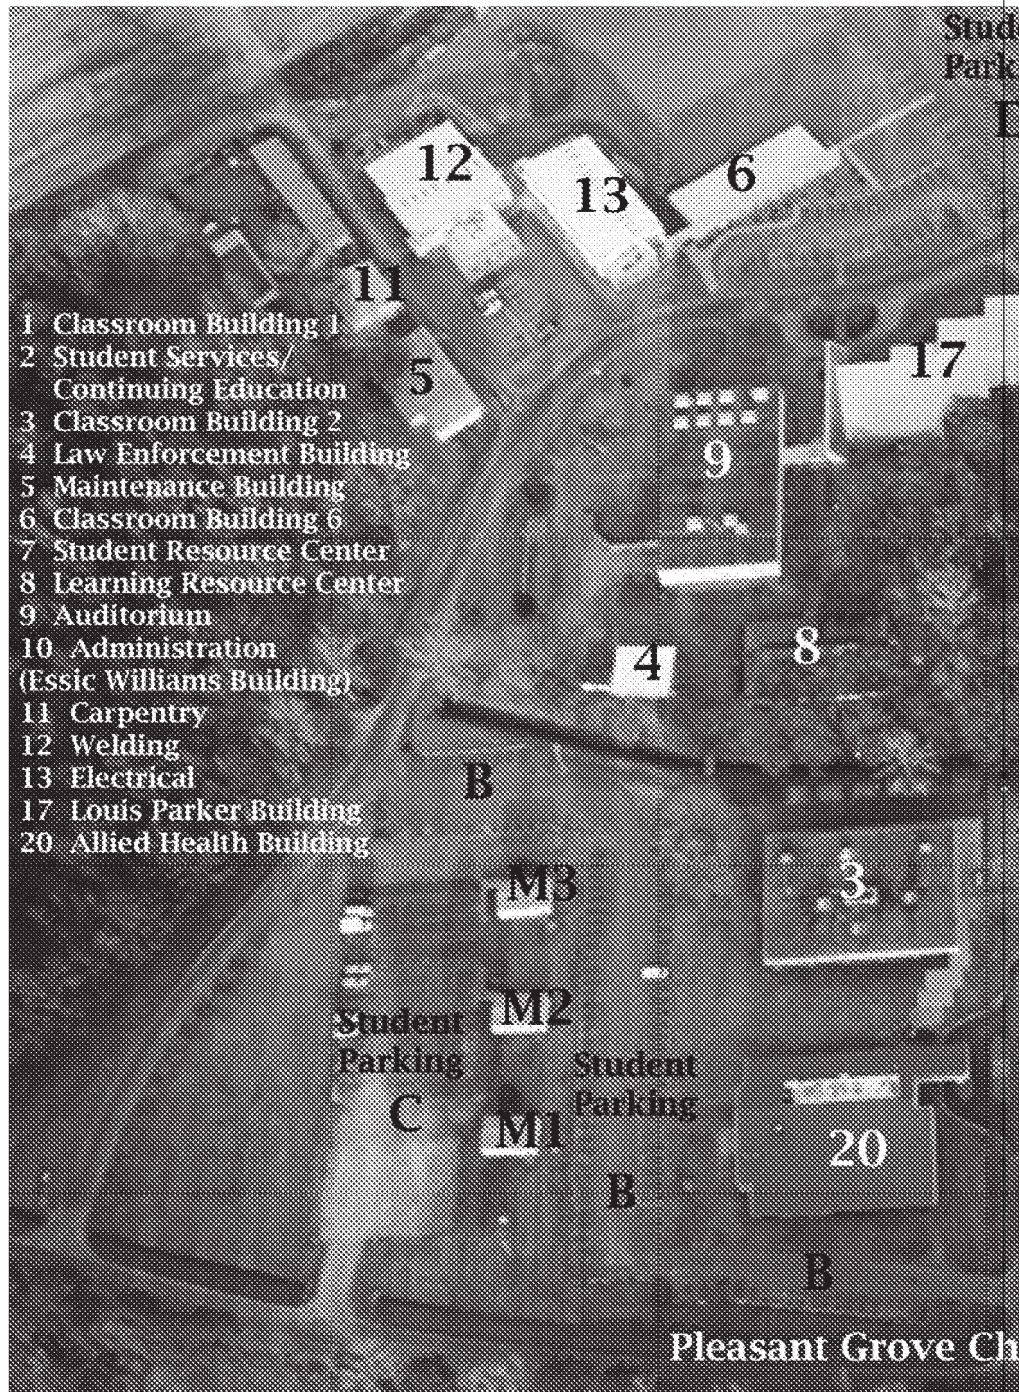 Stud
Park
D
12
13
6
11
17
5
9
1 Classroom Building 1
2 Student Services/
Continuing Education
3 Classroom Building 2
4 Law Enforcement Building
5 Maintenance Building
6 Classroom Building 6
7 Student Resource Center
8 Learning Resource Center
9 Auditorium
10 Administration
(Essic Williams Building)
11 Carpentry
12 Welding
13 Electrical
17 Louis Parker Building
20 Allied Health Building
4
8
B
M3
3
M2
Student
Parking
C
Student
Parking
M1
20
B
B
Pleasant Grove Ch